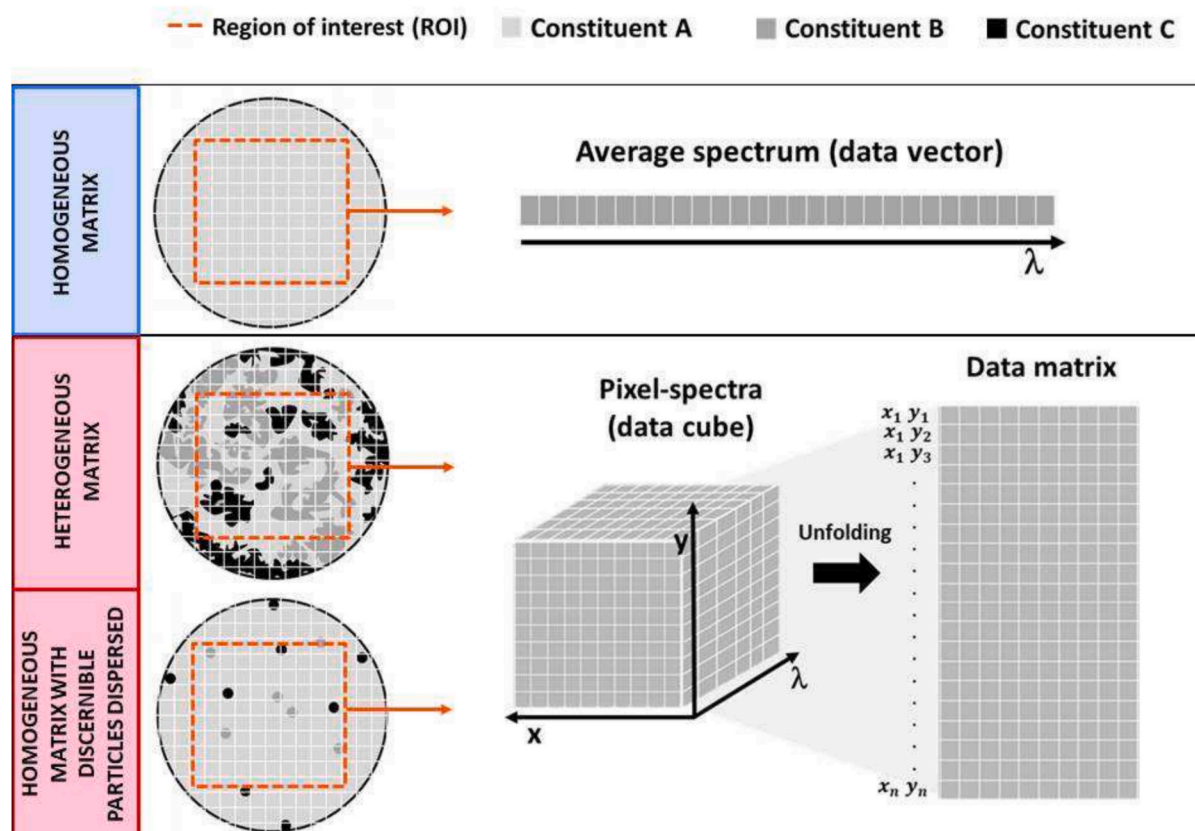 Region of interest (ROI)
Constituent A
Constituent B
Constituent C
HOMOGENEOUS
MATRIX
Average spectrum (data vector)
λ
HETEROGENEOUS
MATRIX
Pixel-spectra
(data cube)
Data matrix
x₁ y₁
x₁ y₂
x₁ y₃
y
Unfolding
λ
x
xₙ yₙ
HOMOGENEOUS
MATRIX WITH
DISCERNIBLE
PARTICLES DISPERSED